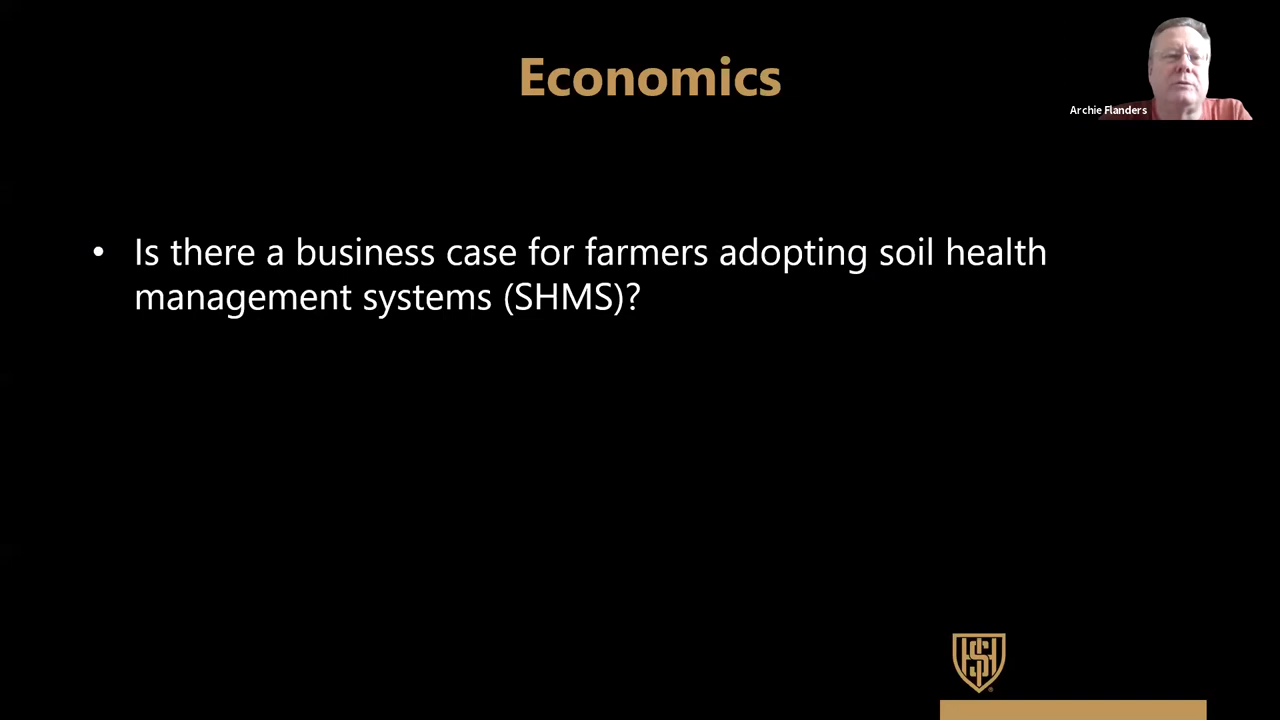 Economics
Archie Flanders
• Is there a business case for farmers adopting soil health
management systems (SHMS)?